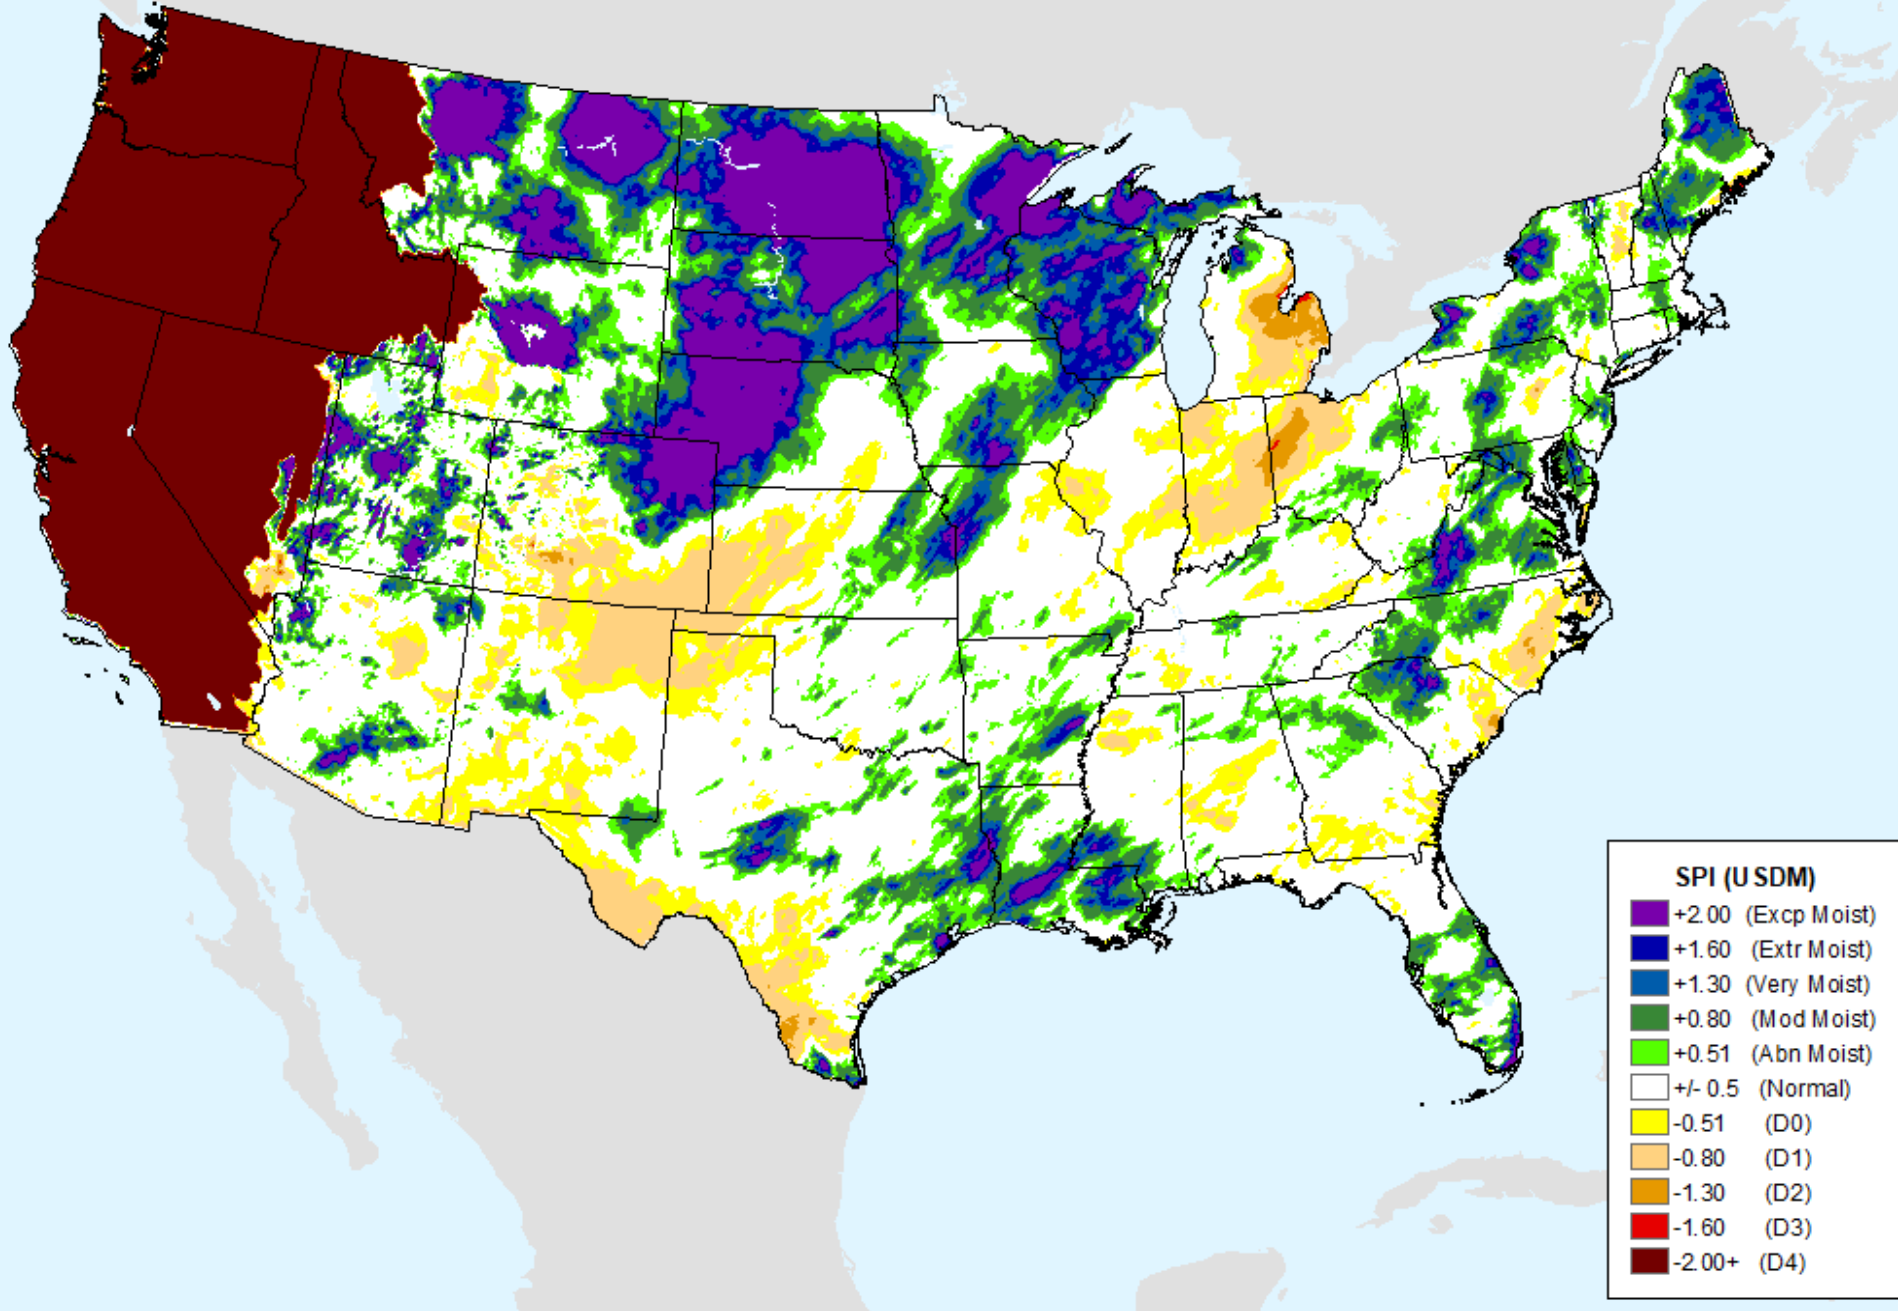 SPI (USDM)
+2.00 (Excp Moist)
+1.60 (Extr Moist)
+1.30 (Very Moist)
+0.80 (Mod Moist)
+0.51 (Abn Moist)
+/- 0.5 (Normal)
-0.51 (D0)
-0.80 (D1)
-1.30 (D2)
-1.60 (D3)
-2.00+ (D4)